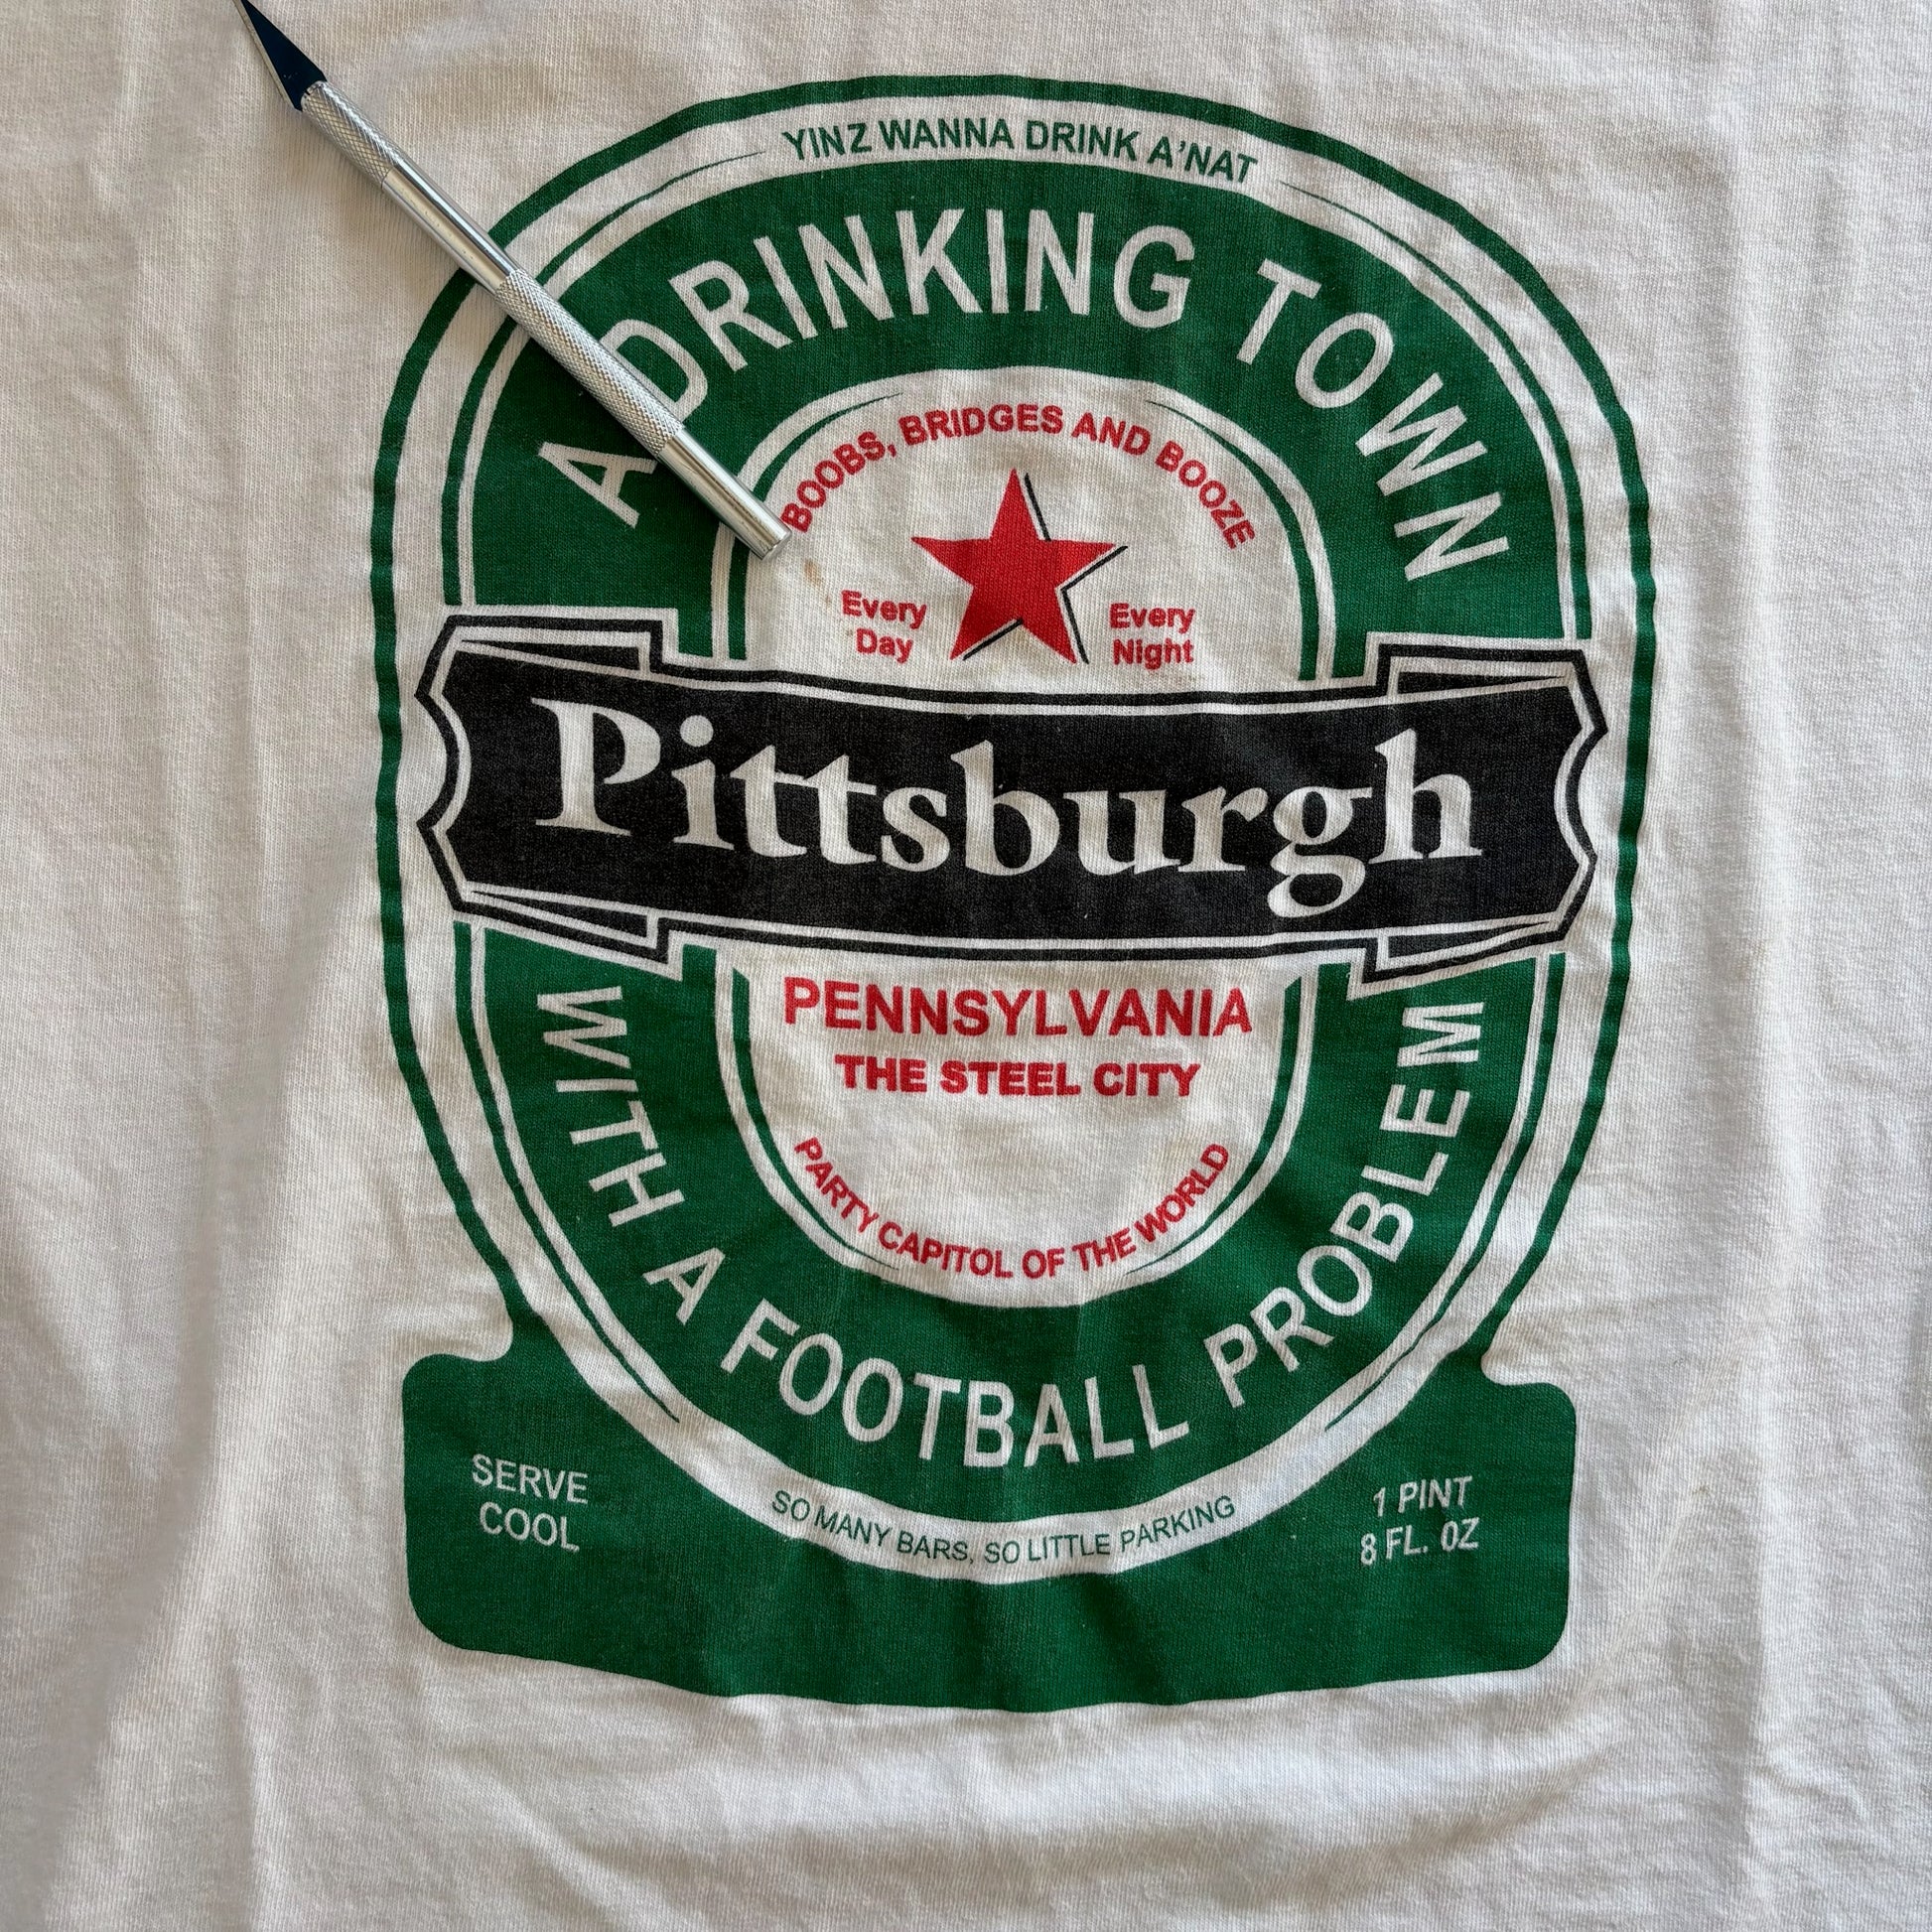 YINZ WANNA DRINK A'NAT
A DRINKING TOWN
BOOBS, BRIDGES AND BOOZE
Every
Day
Every
Night
Pittsburgh
PENNSYLVANIA
THE STEEL CITY
PARTY CAPITOL OF THE WORLD
WITH A FOOTBALL PROBLEM
SO MANY BARS, SO LITTLE PARKING
SERVE
COOL
1 PINT
8 FL. OZ